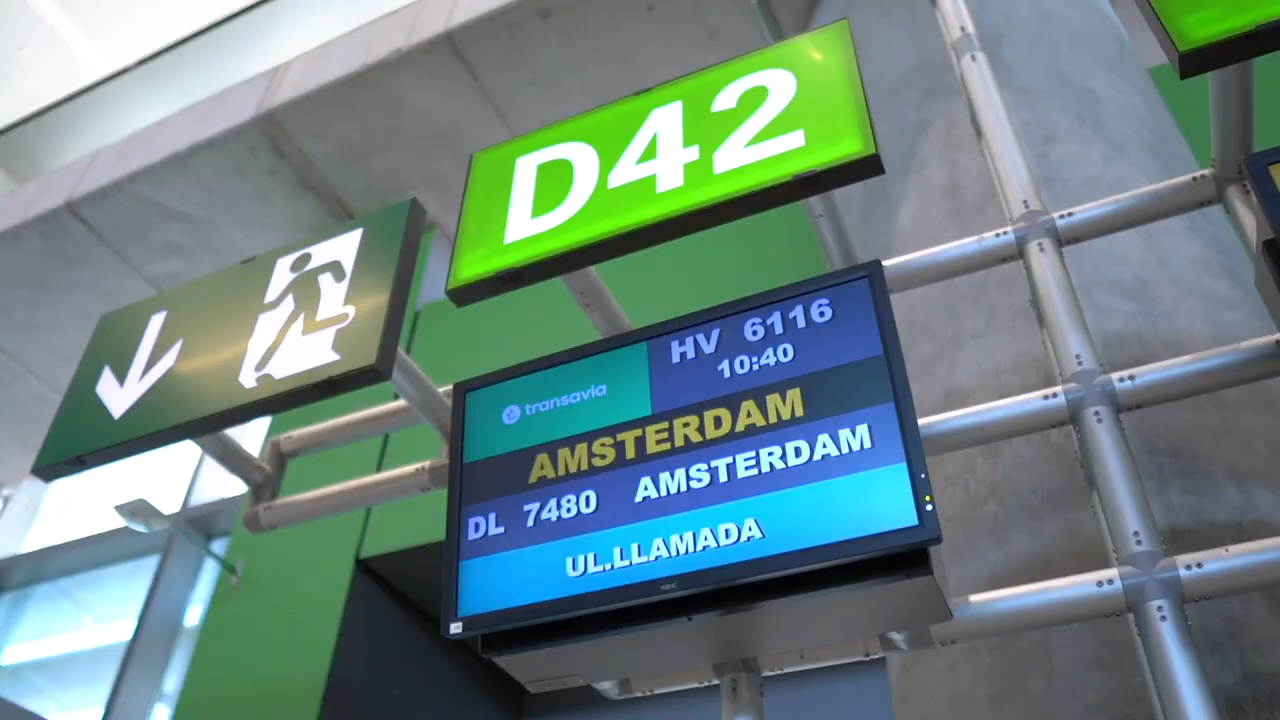 D42
transavia
HV 6116
10:40
AMSTERDAM
DL 7480 AMSTERDAM
UL.LLAMADA
NEC